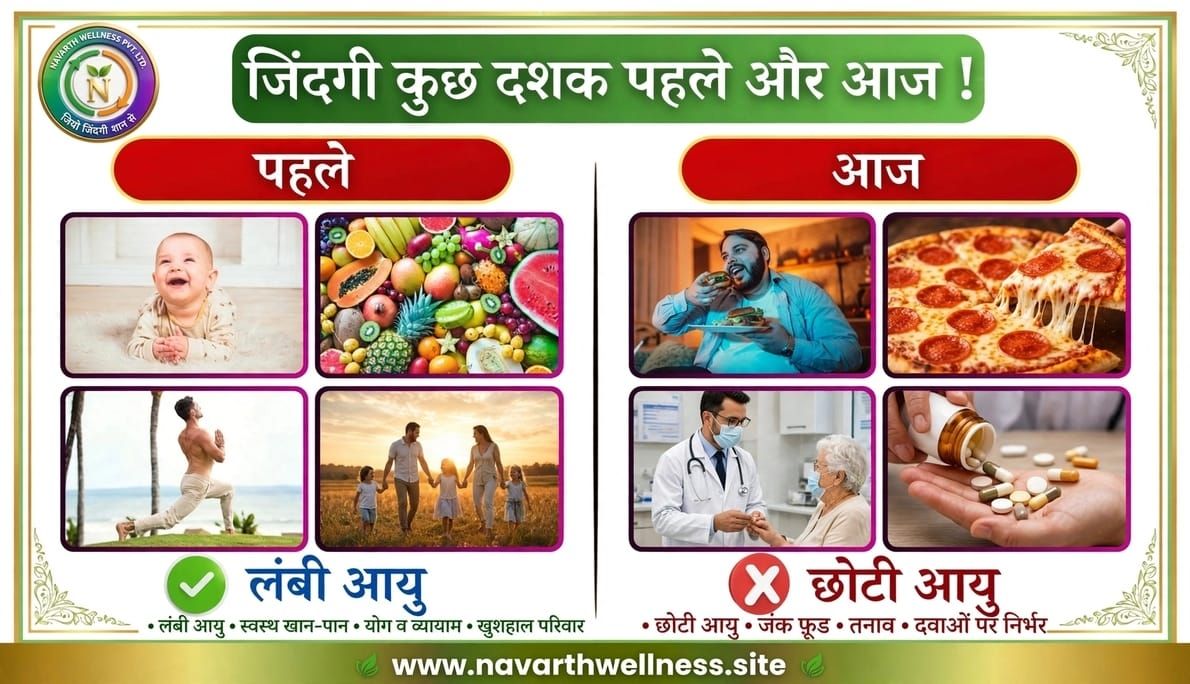 NAVARTH WELLNESS PVT. LTD.
N
जियो जिंदगी शान से
जिंदगी कुछ दशक पहले और आज !
पहले
लंबी आयु
• लंबी आयु • स्वस्थ खान-पान • योग व व्यायाम • खुशहाल परिवार
आज
छोटी आयु
• छोटी आयु • जंक फूड • तनाव • दवाओं पर निर्भर
www.navarthwellness.site